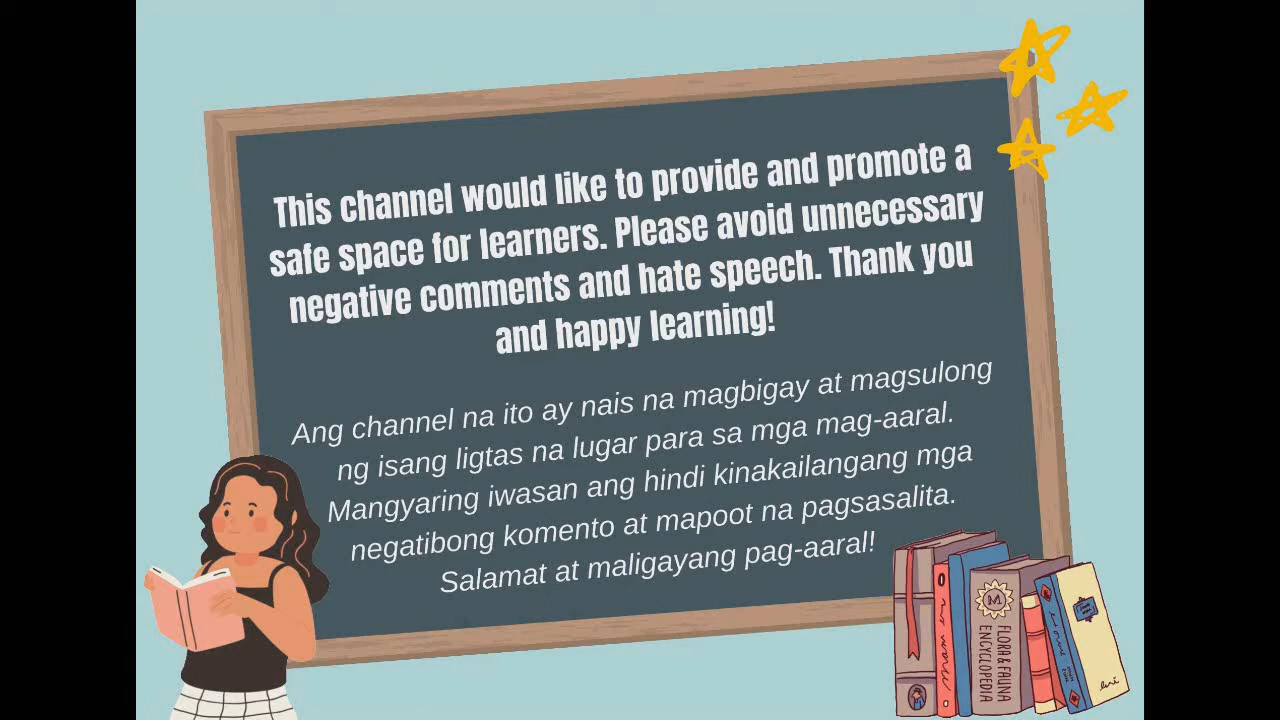 This channel would like to provide and promote a
safe space for learners. Please avoid unnecessary
negative comments and hate speech. Thank you
and happy learning!
Ang channel na ito ay nais na magbigay at magsulong
ng isang ligtas na lugar para sa mga mag-aaral.
Mangyaring iwasan ang hindi kinakailangang mga
negatibong komento at mapoot na pagsasalita.
Salamat at maligayang pag-aaral!
M
FLORA & FAUNA
ENCYCLOPEDIA